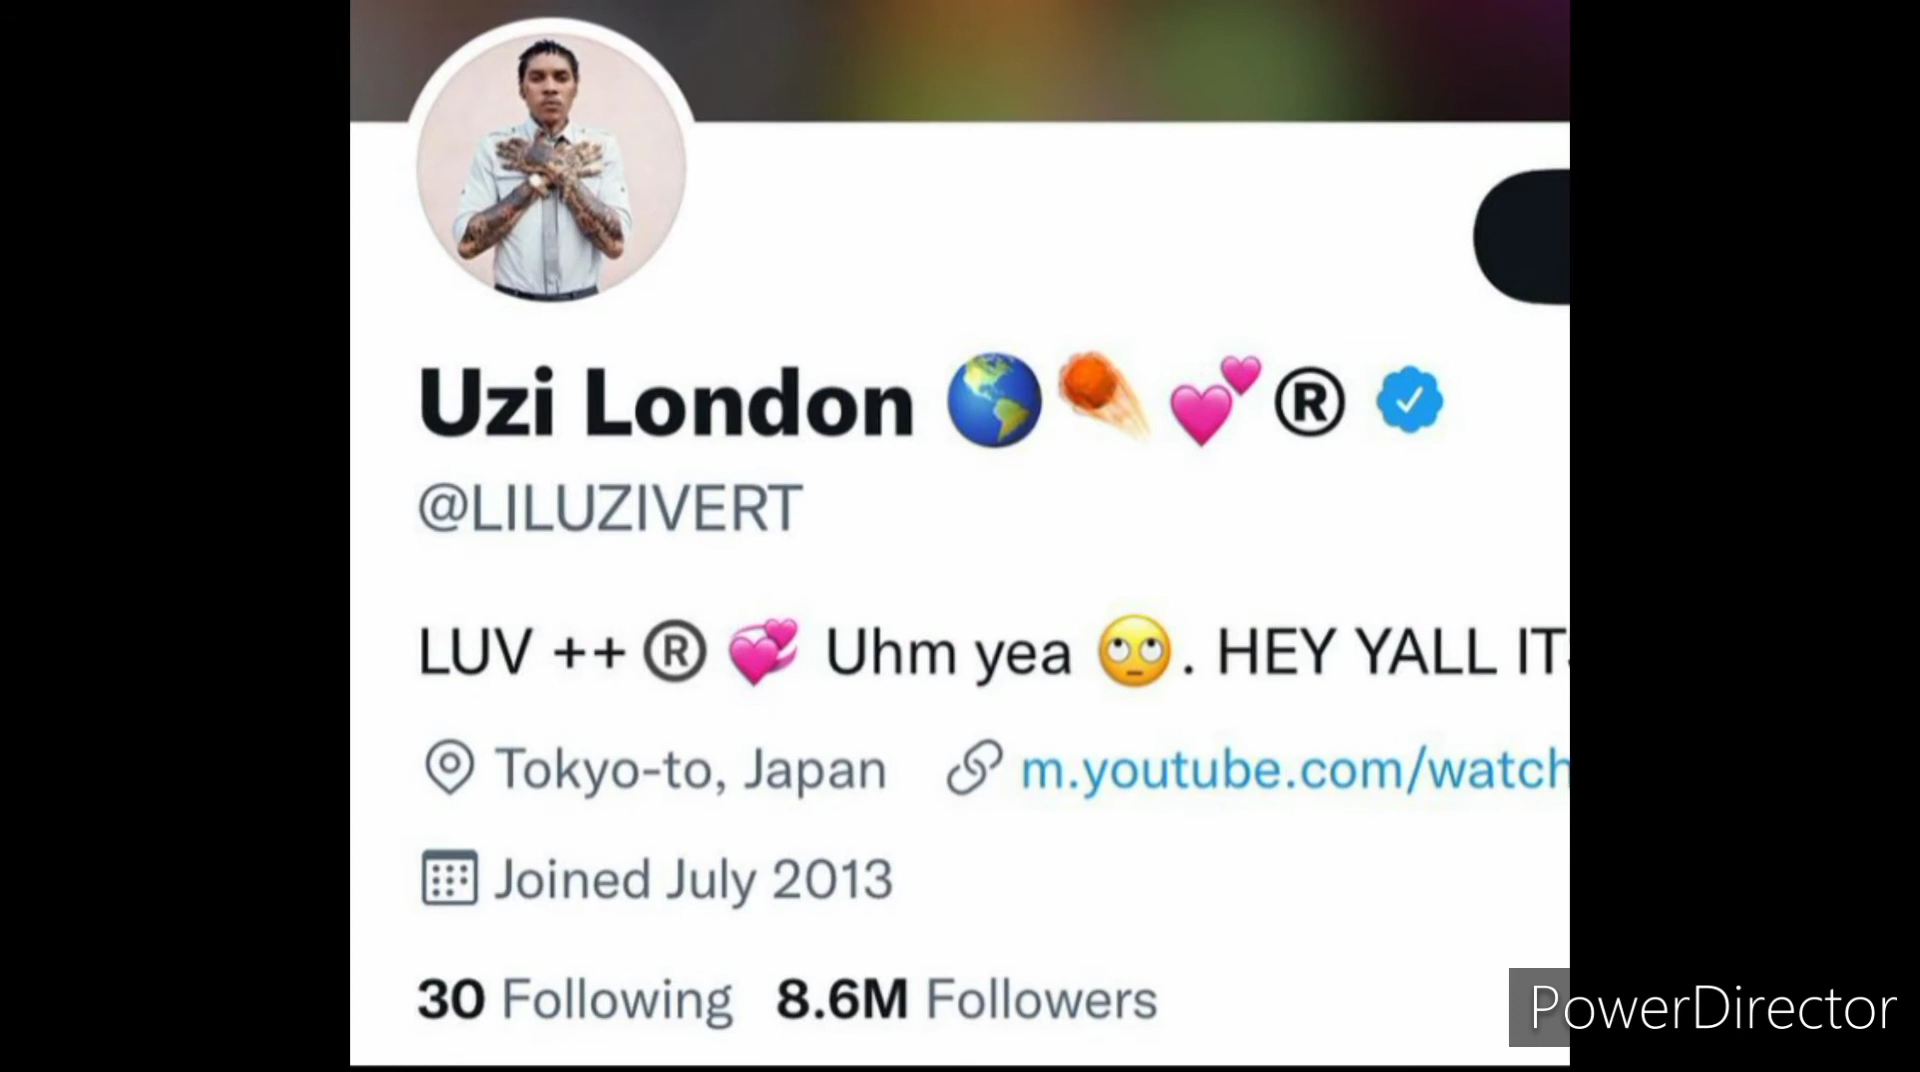 Uzi London 🌎☄️💕® 
@LILUZIVERT
LUV ++® 💞 Uhm yea 🙄. HEY YALL IT
Tokyo-to, Japan m.youtube.com/watch
Joined July 2013
30 Following 8.6M Followers
PowerDirector